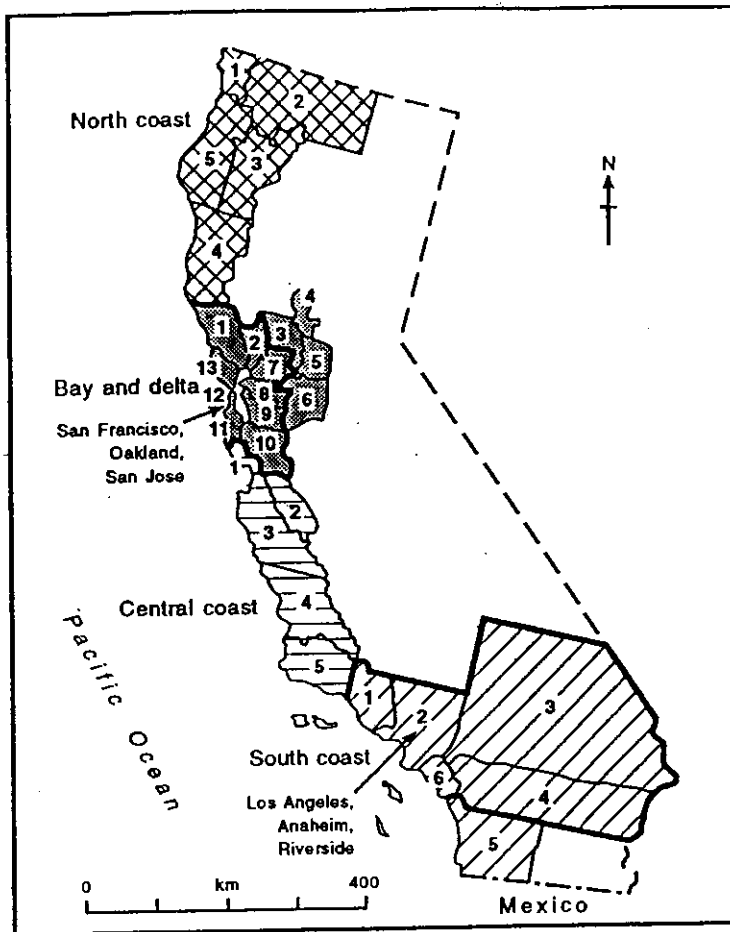 1
2
North coast
N
5
3
4
4
1
2
3
5
13
7
Bay and delta
12
8
6
9
San Francisco,
Oakland,
San Jose
11
10
1
2
3
Central coast
4
5
Pacific Ocean
1
2
3
South coast
6
4
Los Angeles,
Anaheim,
Riverside
5
0 km 400
Mexico